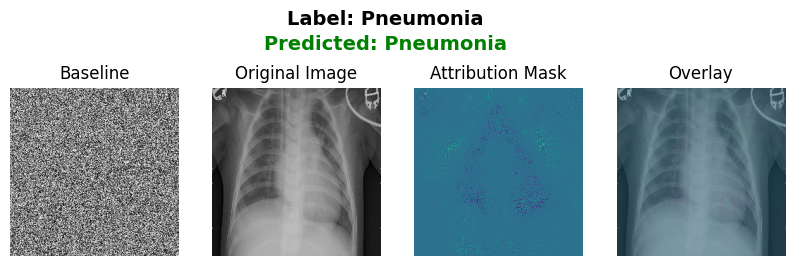 Label: Pneumonia
Predicted: Pneumonia
Baseline
Original Image
Attribution Mask
Overlay